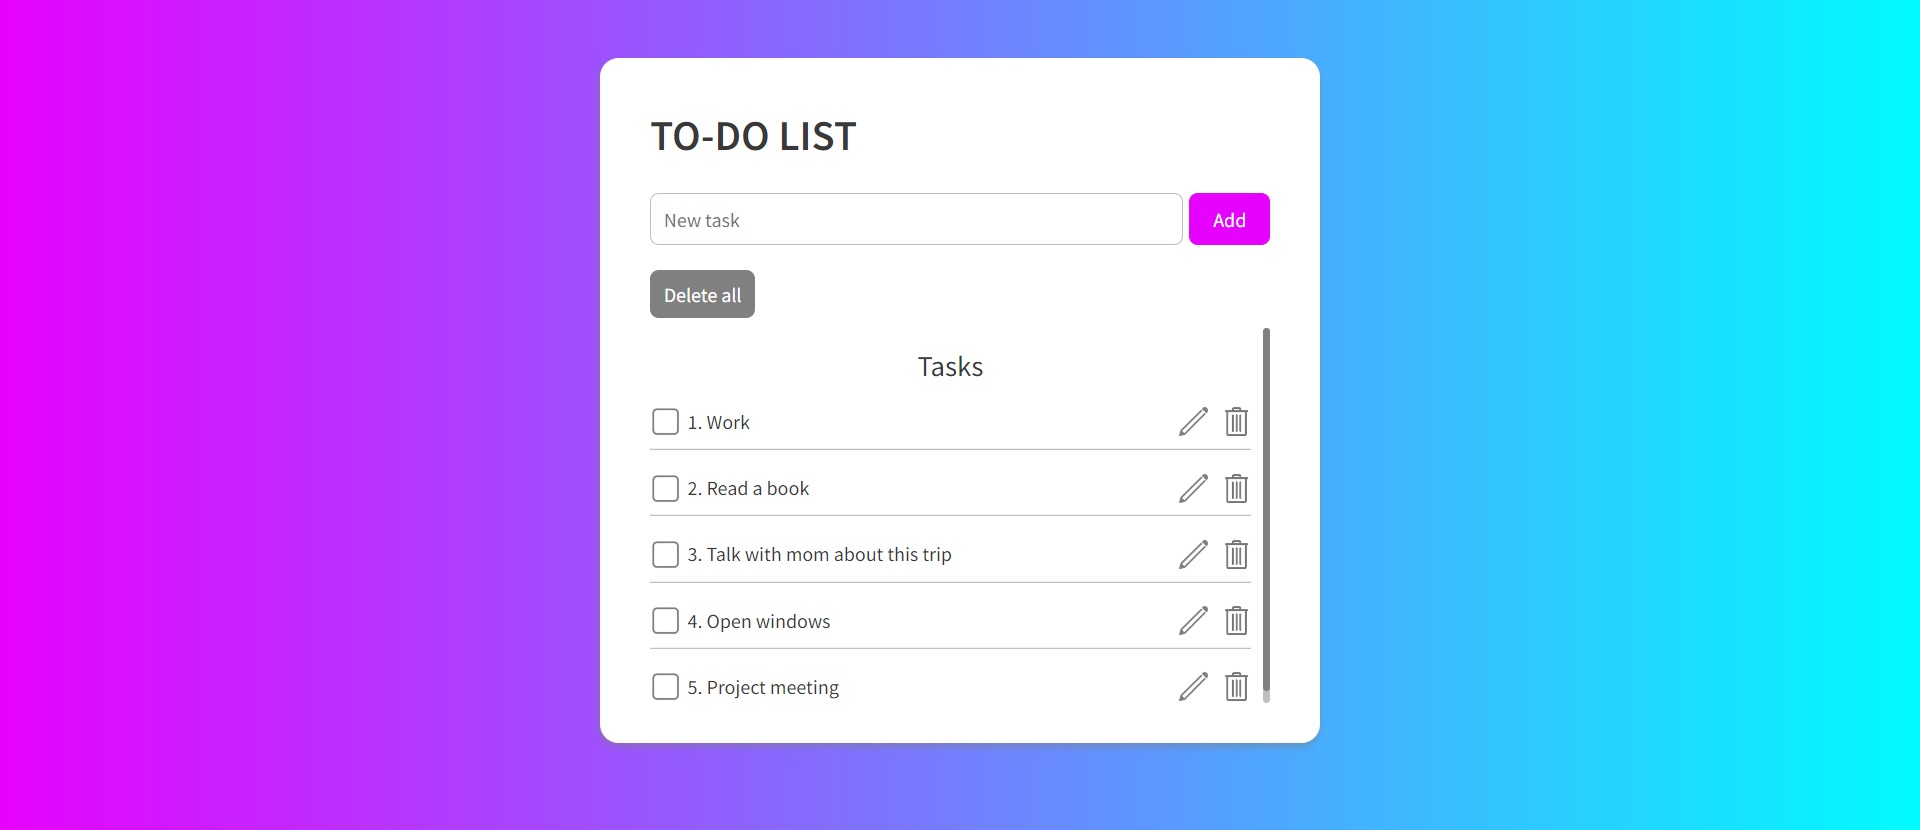 TO-DO LIST
New task
Add
Delete all
Tasks
1. Work
2. Read a book
3. Talk with mom about this trip
4. Open windows
5. Project meeting